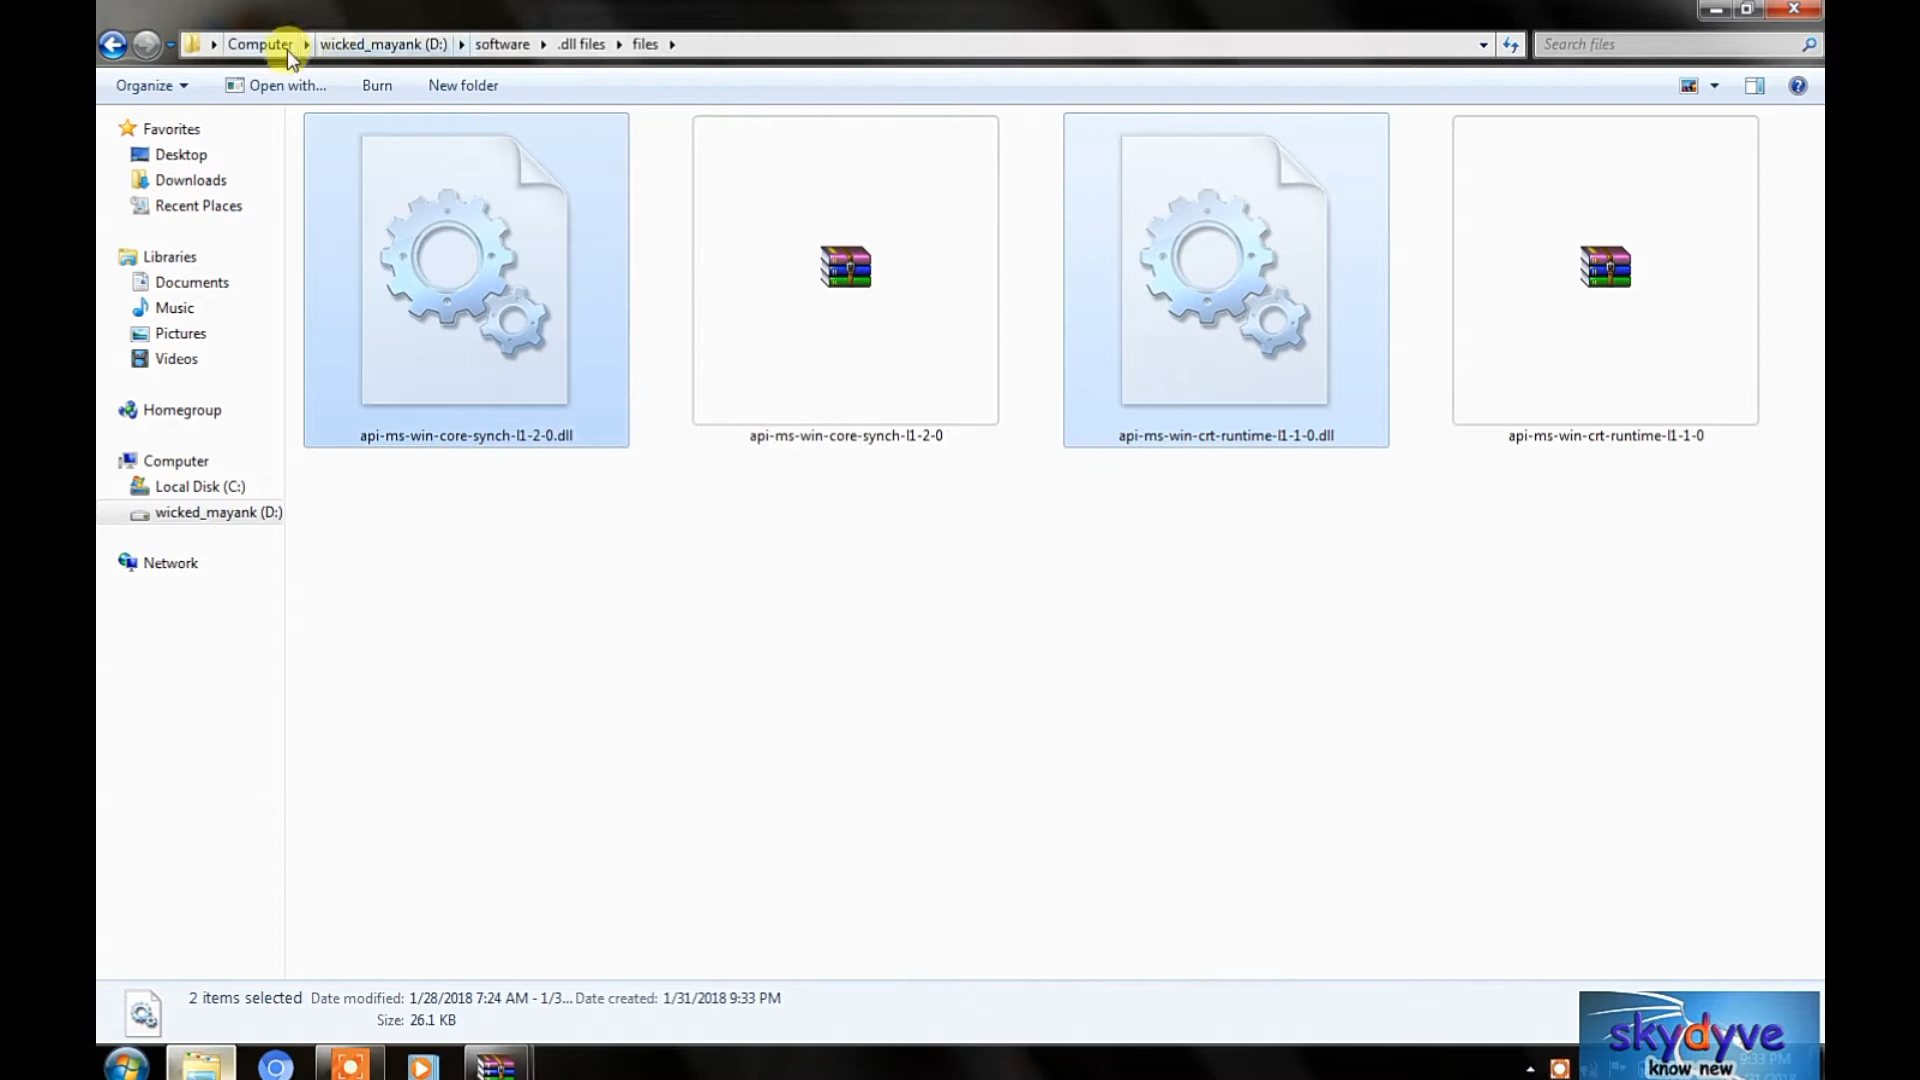 Computer wicked_mayank (D:) software .dll files files
Search files
Organize Open with... Burn New folder
Favorites
Desktop
Downloads
Recent Places
Libraries
Documents
Music
Pictures
Videos
Homegroup
Computer
Local Disk (C:)
wicked_mayank (D:)
Network
api-ms-win-core-synch-l1-2-0.dll
api-ms-win-core-synch-l1-2-0
api-ms-win-crt-runtime-l1-1-0.dll
api-ms-win-crt-runtime-l1-1-0
2 items selected Date modified: 1/28/2018 7:24 AM - 1/3... Date created: 1/31/2018 9:33 PM
Size: 26.1 KB
skydyve
9:33 PM
know new